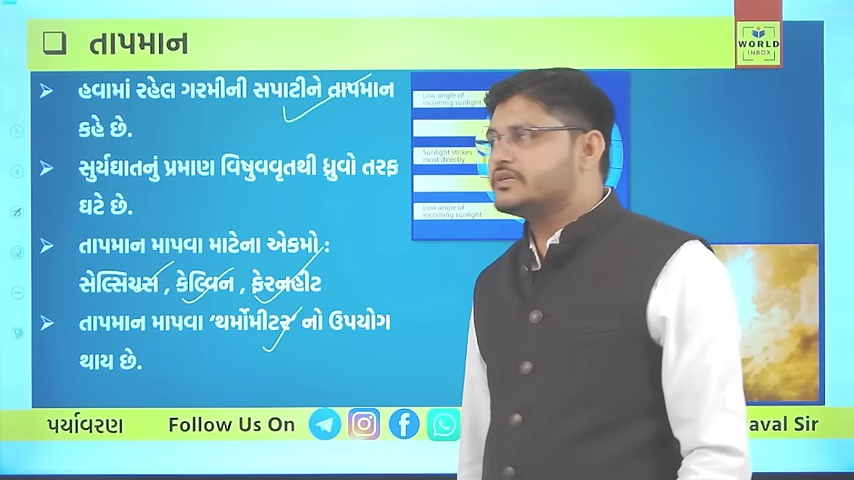 તાપમાન
WORLD
INBOX
હવામાં રહેલ ગરમીની સપાટીને તાપમાન
કહે છે.
સુર્યઘાતનું પ્રમાણ વિષુવવૃતથી ધ્રુવો તરફ
ઘટે છે.
તાપમાન માપવા માટેના એકમો :
સેલ્સિયસ , કેલ્વિન , ફેરનહીટ
તાપમાન માપવા ‘થર્મોમીટર’ નો ઉપયોગ
થાય છે.
Low angle of
incoming sunlight
Sunlight strikes
most directly
Low angle of
incoming sunlight
પર્યાવરણ
Follow Us On
aval Sir